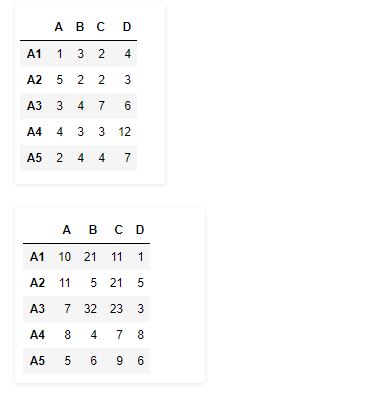 A B C D
A1 1 3 2 4
A2 5 2 2 3
A3 3 4 7 6
A4 4 3 3 12
A5 2 4 4 7
A B C D
A1 10 21 11 1
A2 11 5 21 5
A3 7 32 23 3
A4 8 4 7 8
A5 5 6 9 6